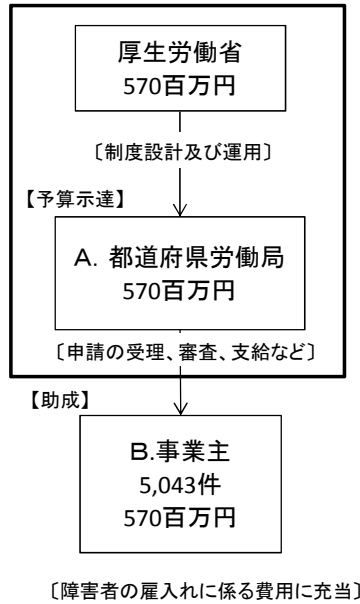 厚生労働省
570百万円
〔制度設計及び運用〕
【予算示達】
A. 都道府県労働局
570百万円
〔申請の受理、審査、支給など〕
【助成】
B.事業主
5,043件
570百万円
〔障害者の雇入れに係る費用に充当〕